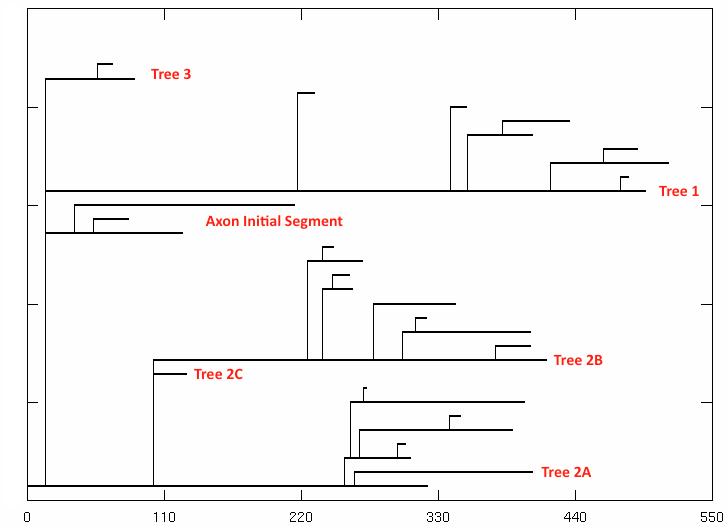 Tree 3
Tree 1
Axon Initial Segment
Tree 2B
Tree 2C
Tree 2A
0 110 220 330 440 550